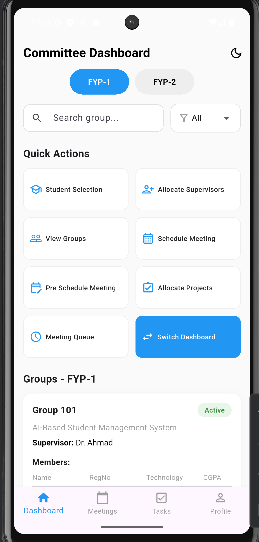 Committee Dashboard
FYP-1
FYP-2
Search group...
All
Quick Actions
Student Selection
Allocate Supervisors
View Groups
Schedule Meeting
Pre Schedule Meeting
Allocate Projects
Meeting Queue
Switch Dashboard
Groups - FYP-1
Group 101
Active
AI-Based Student Management System
Supervisor: Dr. Ahmad
Members:
Name RegNo Technology CGPA
Dashboard Meetings Tasks Profile